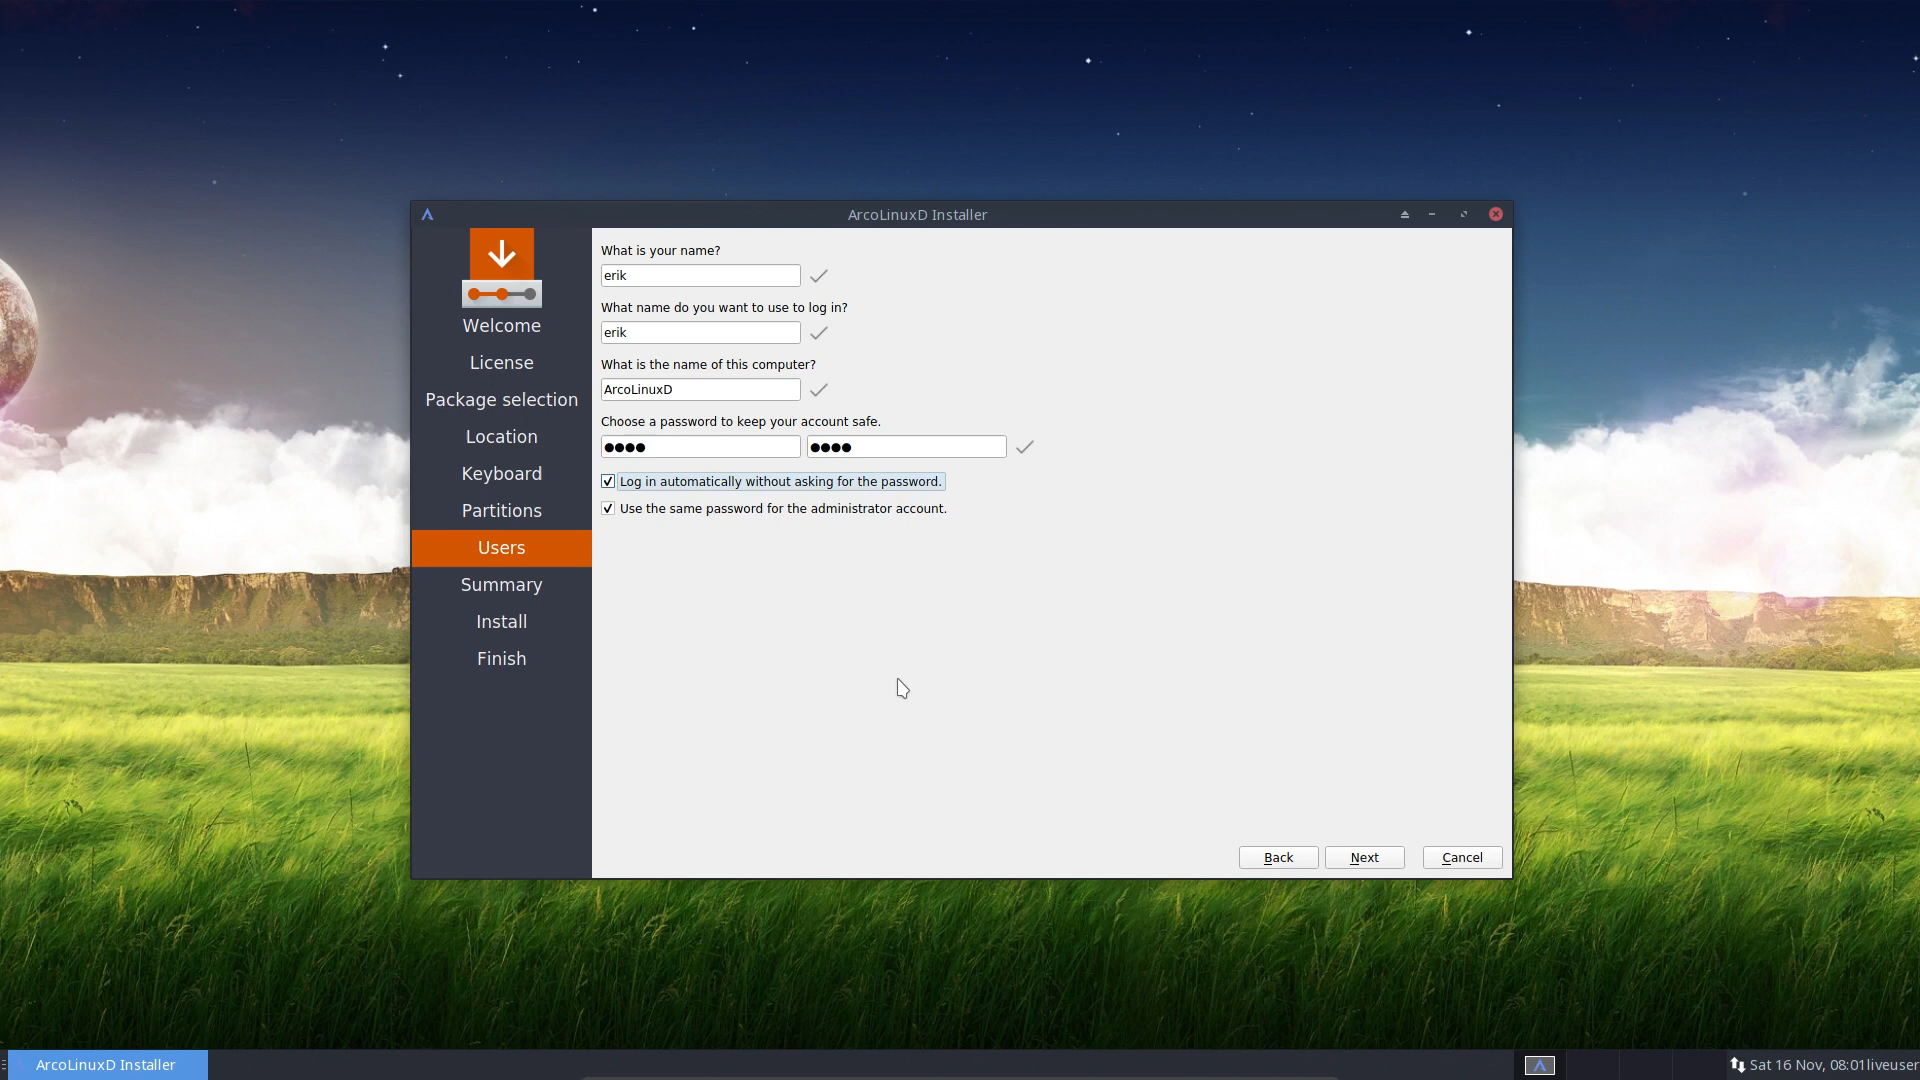 ArcoLinuxD Installer
Welcome
License
Package selection
Location
Keyboard
Partitions
Users
Summary
Install
Finish
What is your name?
erik
What name do you want to use to log in?
erik
What is the name of this computer?
ArcoLinuxD
Choose a password to keep your account safe.
●●●● ●●●●
Log in automatically without asking for the password.
Use the same password for the administrator account.
Back Next Cancel
ArcoLinuxD Installer Sat 16 Nov, 08:01liveuser